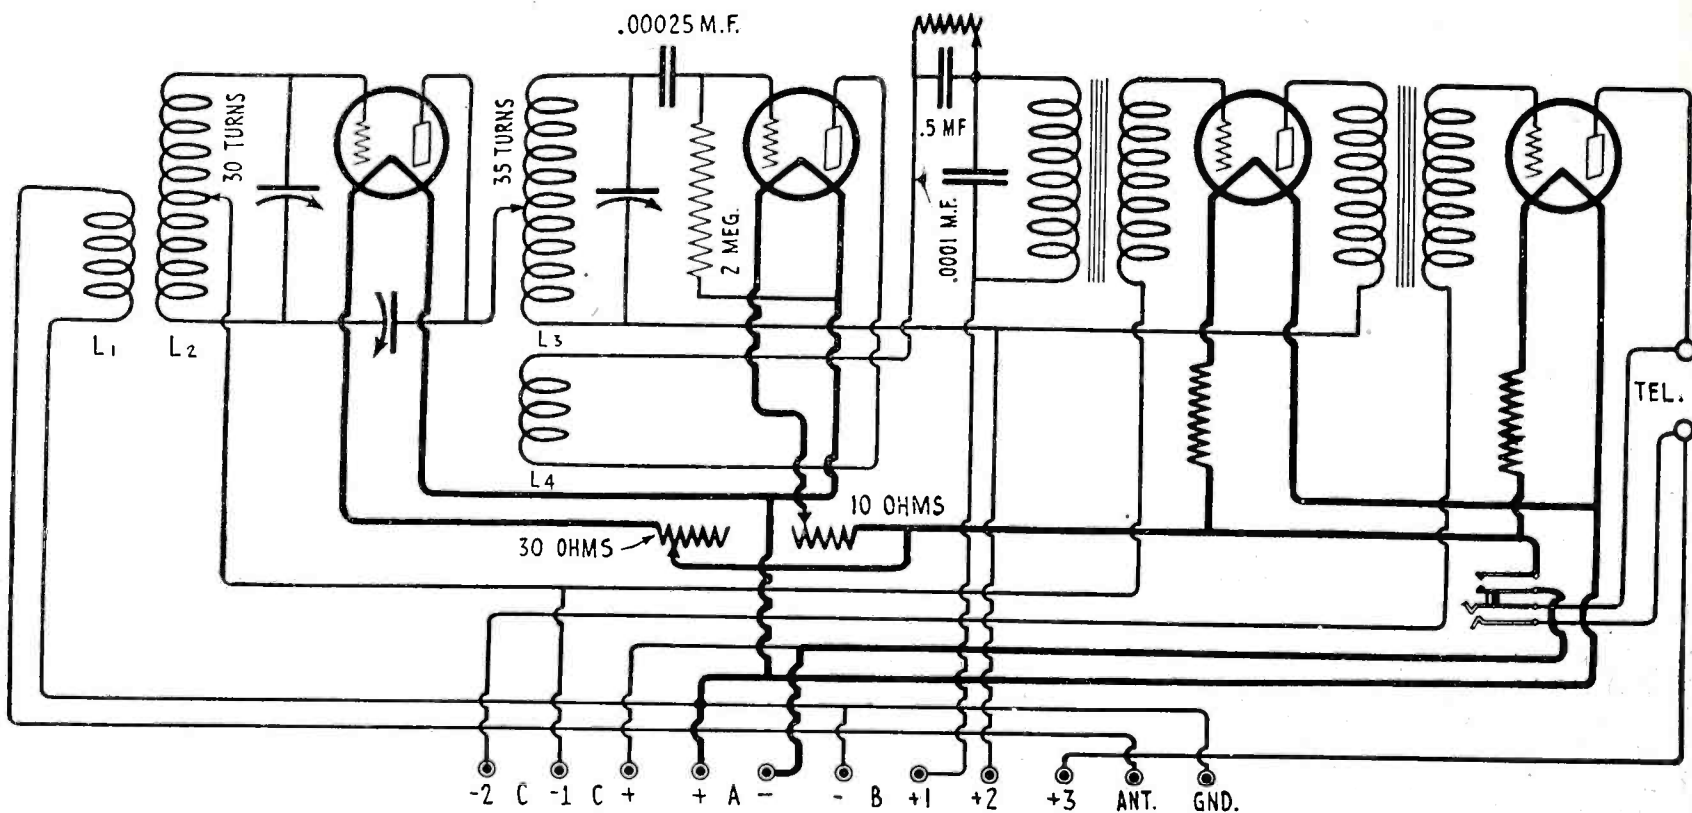 .00025 M.F.
30 TURNS
35 TURNS
2 MEG.
.5 MF
.0001 M.F.
L1
L2
L3
L4
TEL.
10 OHMS
30 OHMS
-2 C -1 C + + A - - B +1 +2 +3 ANT. GND.